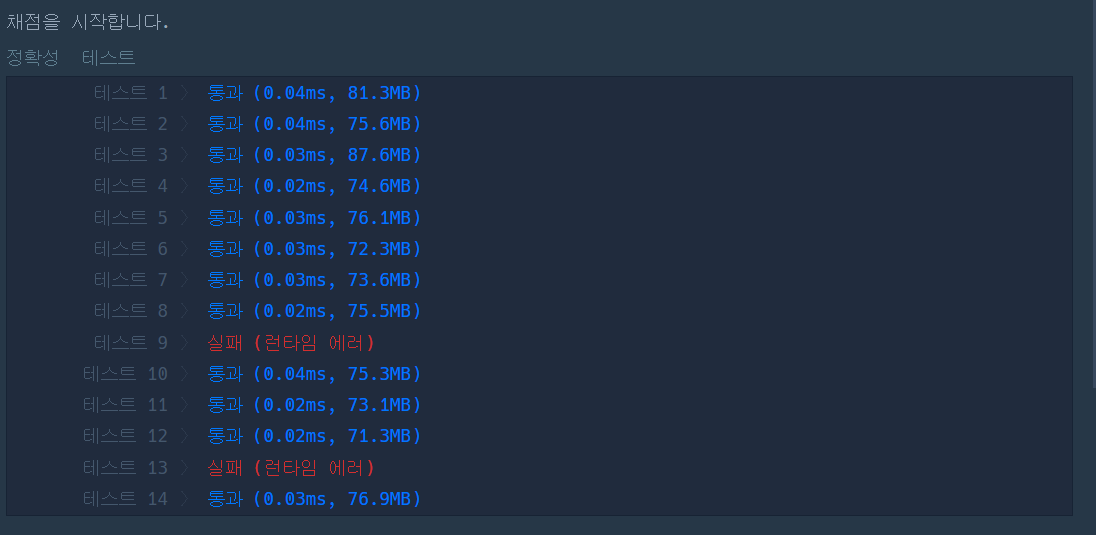 채점을 시작합니다.
정확성 테스트
테스트 1 〉 통과 (0.04ms, 81.3MB)
테스트 2 〉 통과 (0.04ms, 75.6MB)
테스트 3 〉 통과 (0.03ms, 87.6MB)
테스트 4 〉 통과 (0.02ms, 74.6MB)
테스트 5 〉 통과 (0.03ms, 76.1MB)
테스트 6 〉 통과 (0.03ms, 72.3MB)
테스트 7 〉 통과 (0.03ms, 73.6MB)
테스트 8 〉 통과 (0.02ms, 75.5MB)
테스트 9 〉 실패 (런타임 에러)
테스트 10 〉 통과 (0.04ms, 75.3MB)
테스트 11 〉 통과 (0.02ms, 73.1MB)
테스트 12 〉 통과 (0.02ms, 71.3MB)
테스트 13 〉 실패 (런타임 에러)
테스트 14 〉 통과 (0.03ms, 76.9MB)